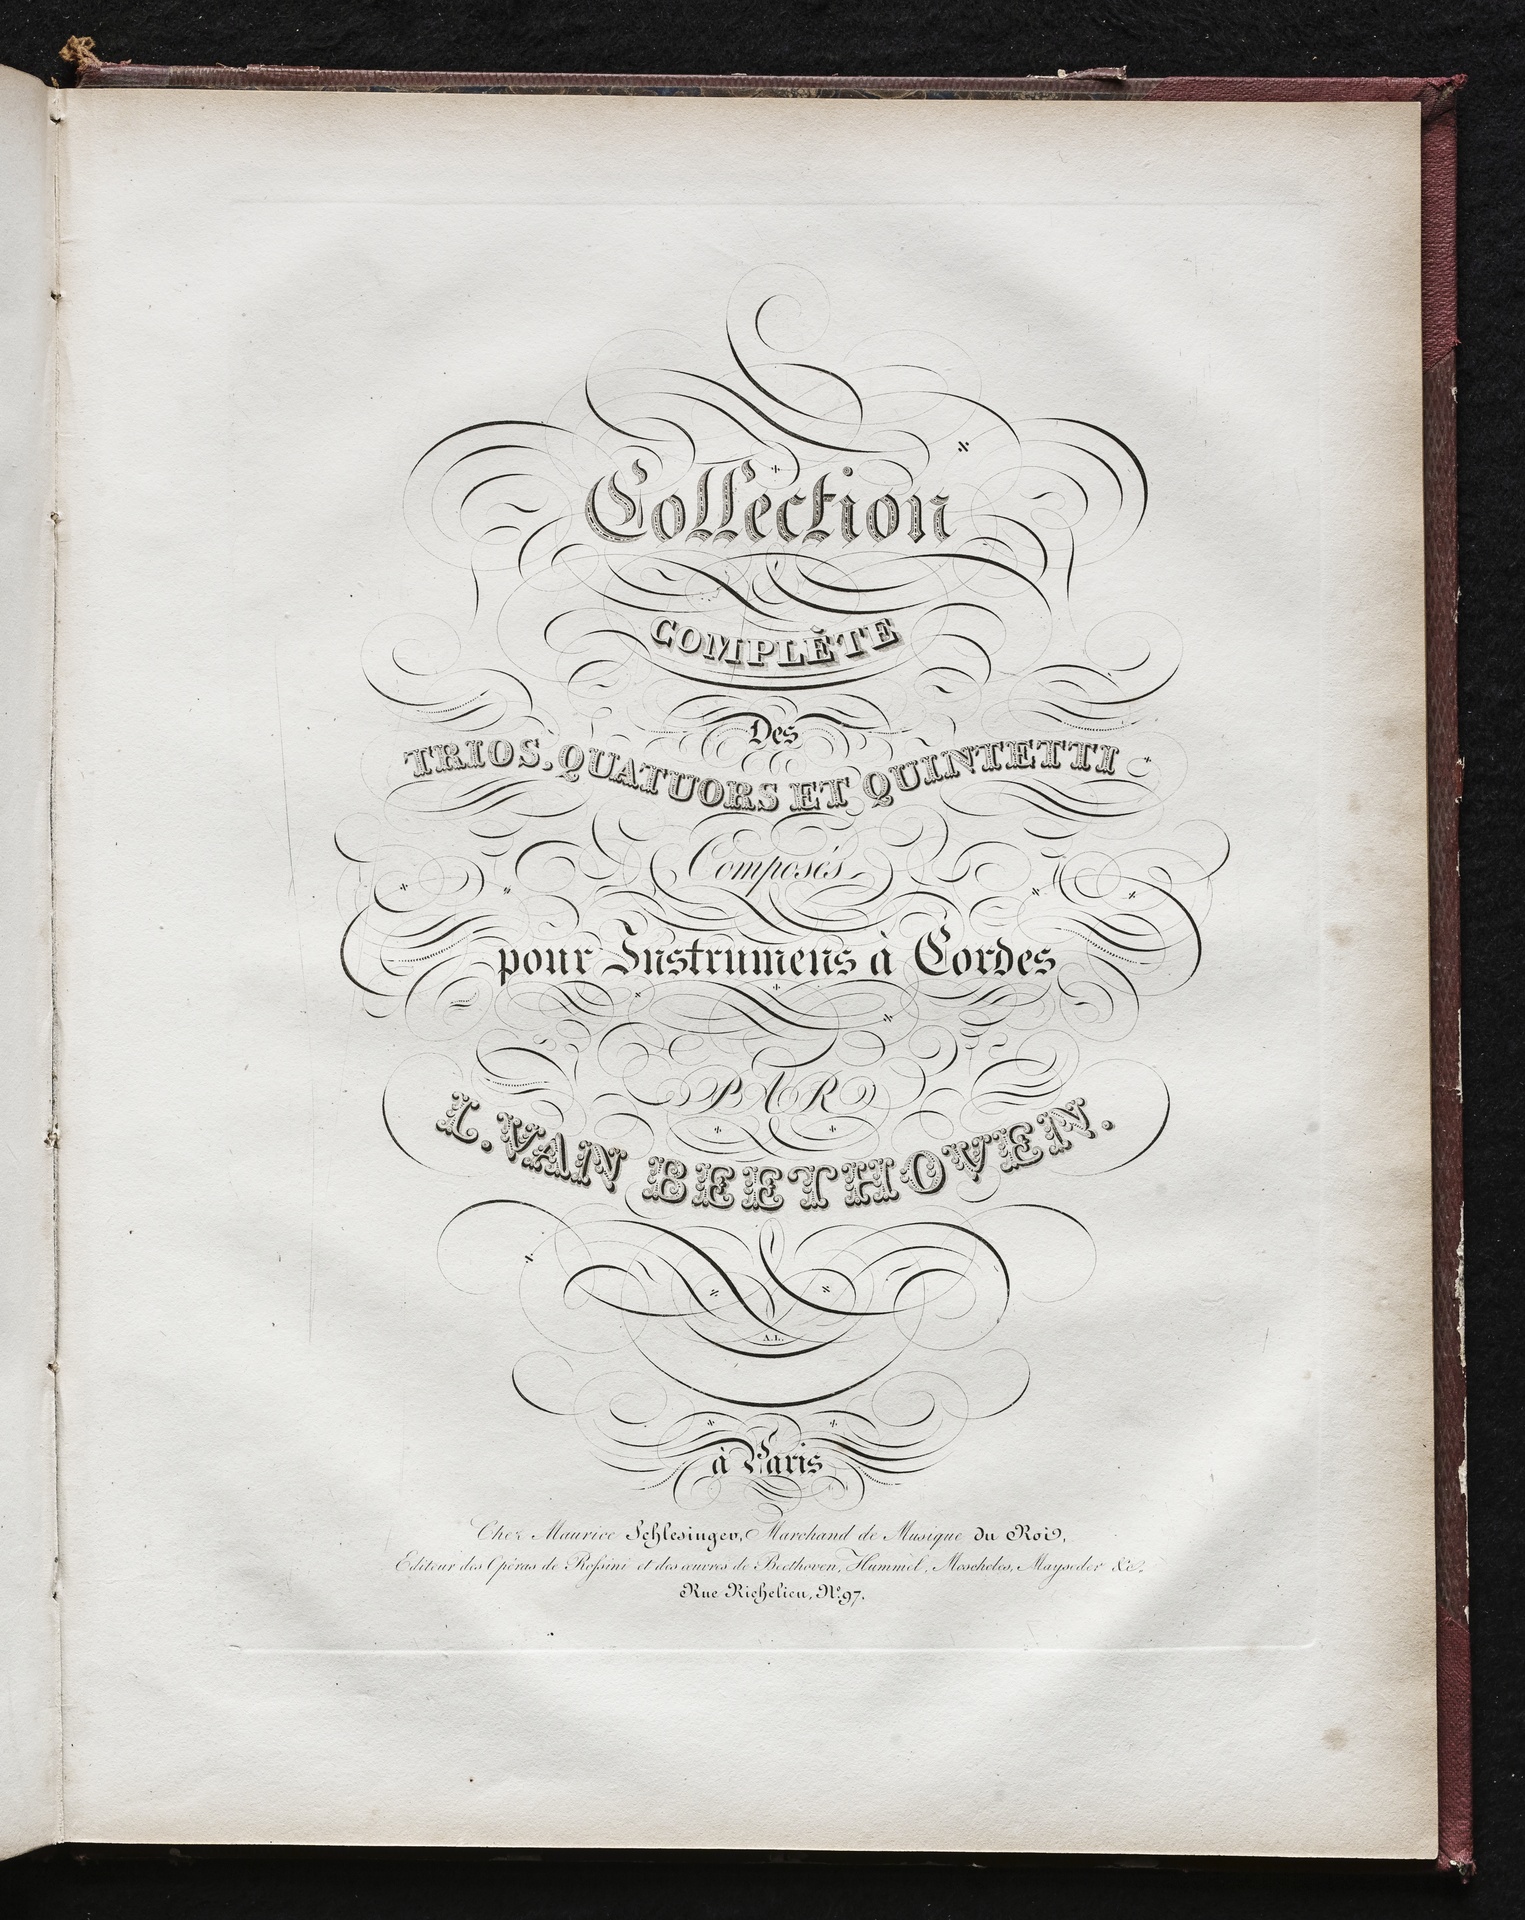 Collection
COMPLÈTE
Des
TRIOS, QUATUORS ET QUINTETTI
Composés
pour Instrumens à Cordes
PAR
L. VAN BEETHOVEN.
A.L.
à Paris
Chez Maurice Schlesinger, Marchand de Musique du Roi,
Editeur des Opéras de Rossini et des œuvres de Beethoven, Hummel, Moscheles, Mayseder &c.
Rue Richelieu, No. 97.